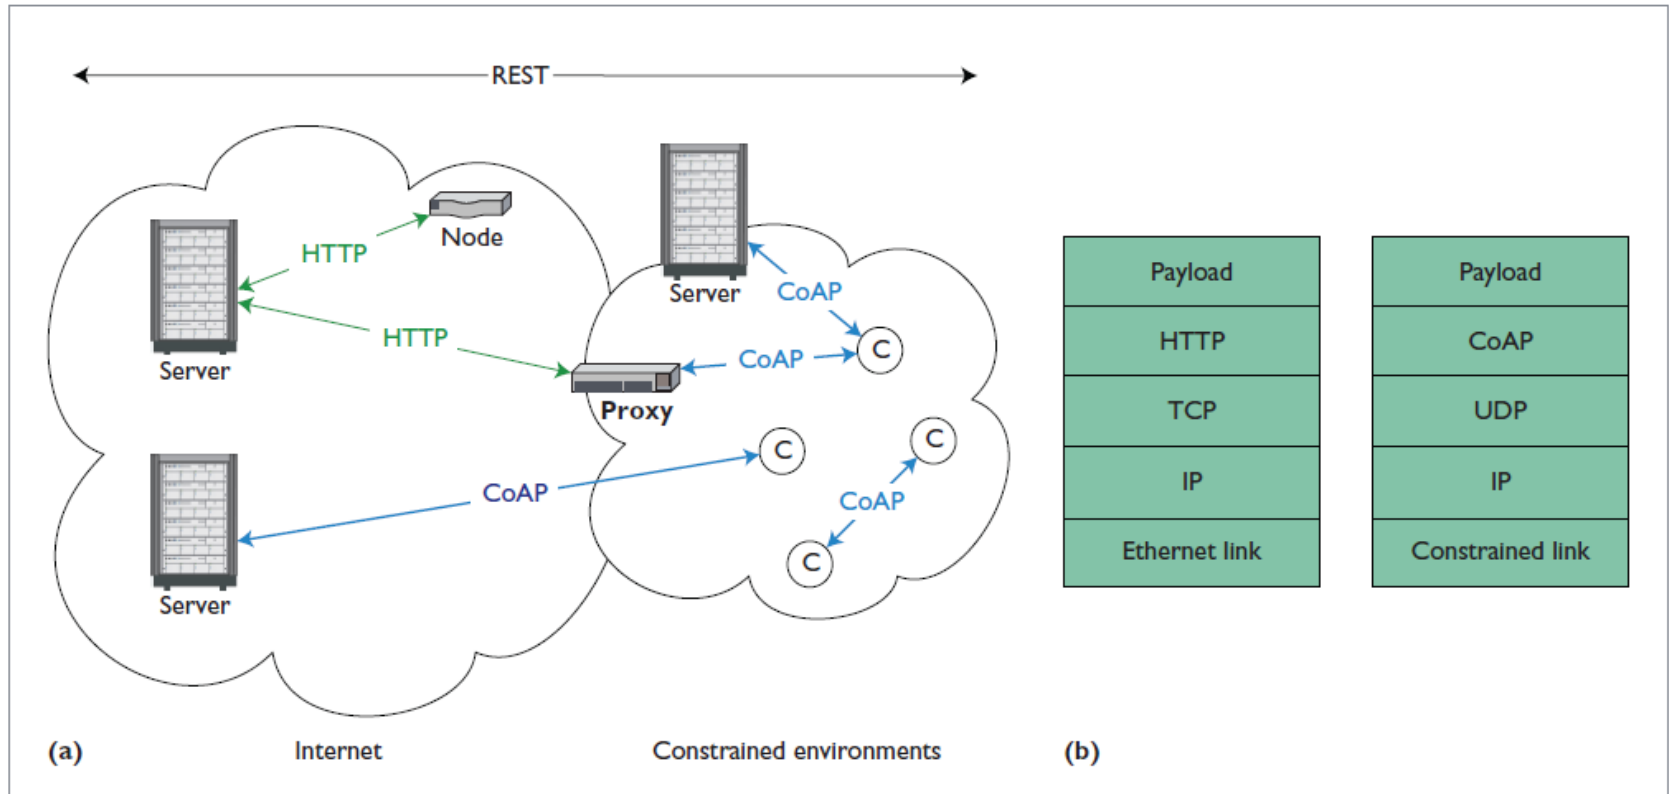 REST
Node
HTTP
Server
HTTP
Server
CoAP
CoAP
C
Proxy
C
C
CoAP
CoAP
C
Server
(a)
Internet
Constrained environments
Payload
HTTP
TCP
IP
Ethernet link
Payload
CoAP
UDP
IP
Constrained link
(b)